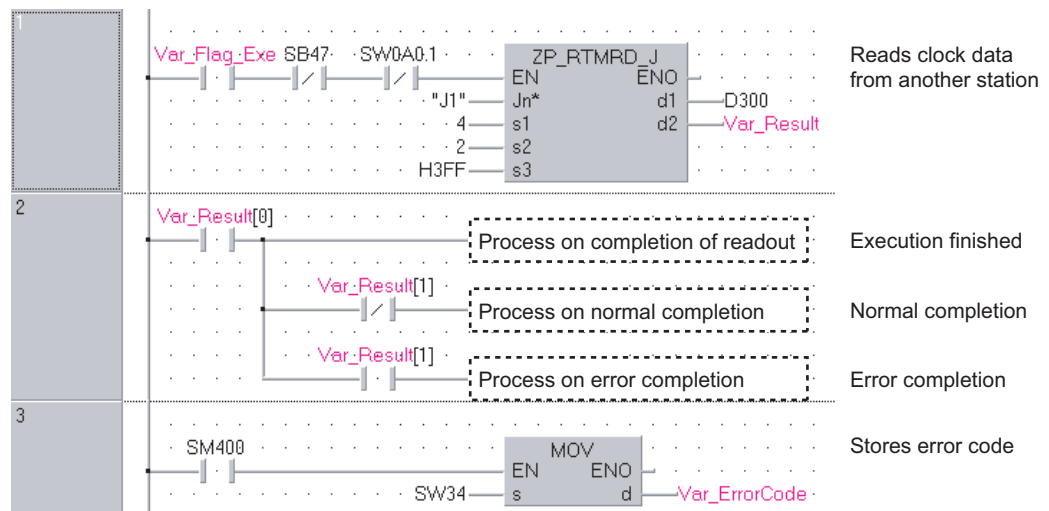 1
Var_Flag_Exe SB47 SW0A0.1
ZP_RTMRD_J
EN ENO
"J1" Jn* d1 D300
4 s1 d2 Var_Result
2 s2
H3FF s3
Reads clock data
from another station
2
Var_Result[0]
Process on completion of readout
Execution finished
Var_Result[1]
Process on normal completion
Normal completion
Var_Result[1]
Process on error completion
Error completion
3
SM400
MOV
EN ENO
SW34 s d Var_ErrorCode
Stores error code